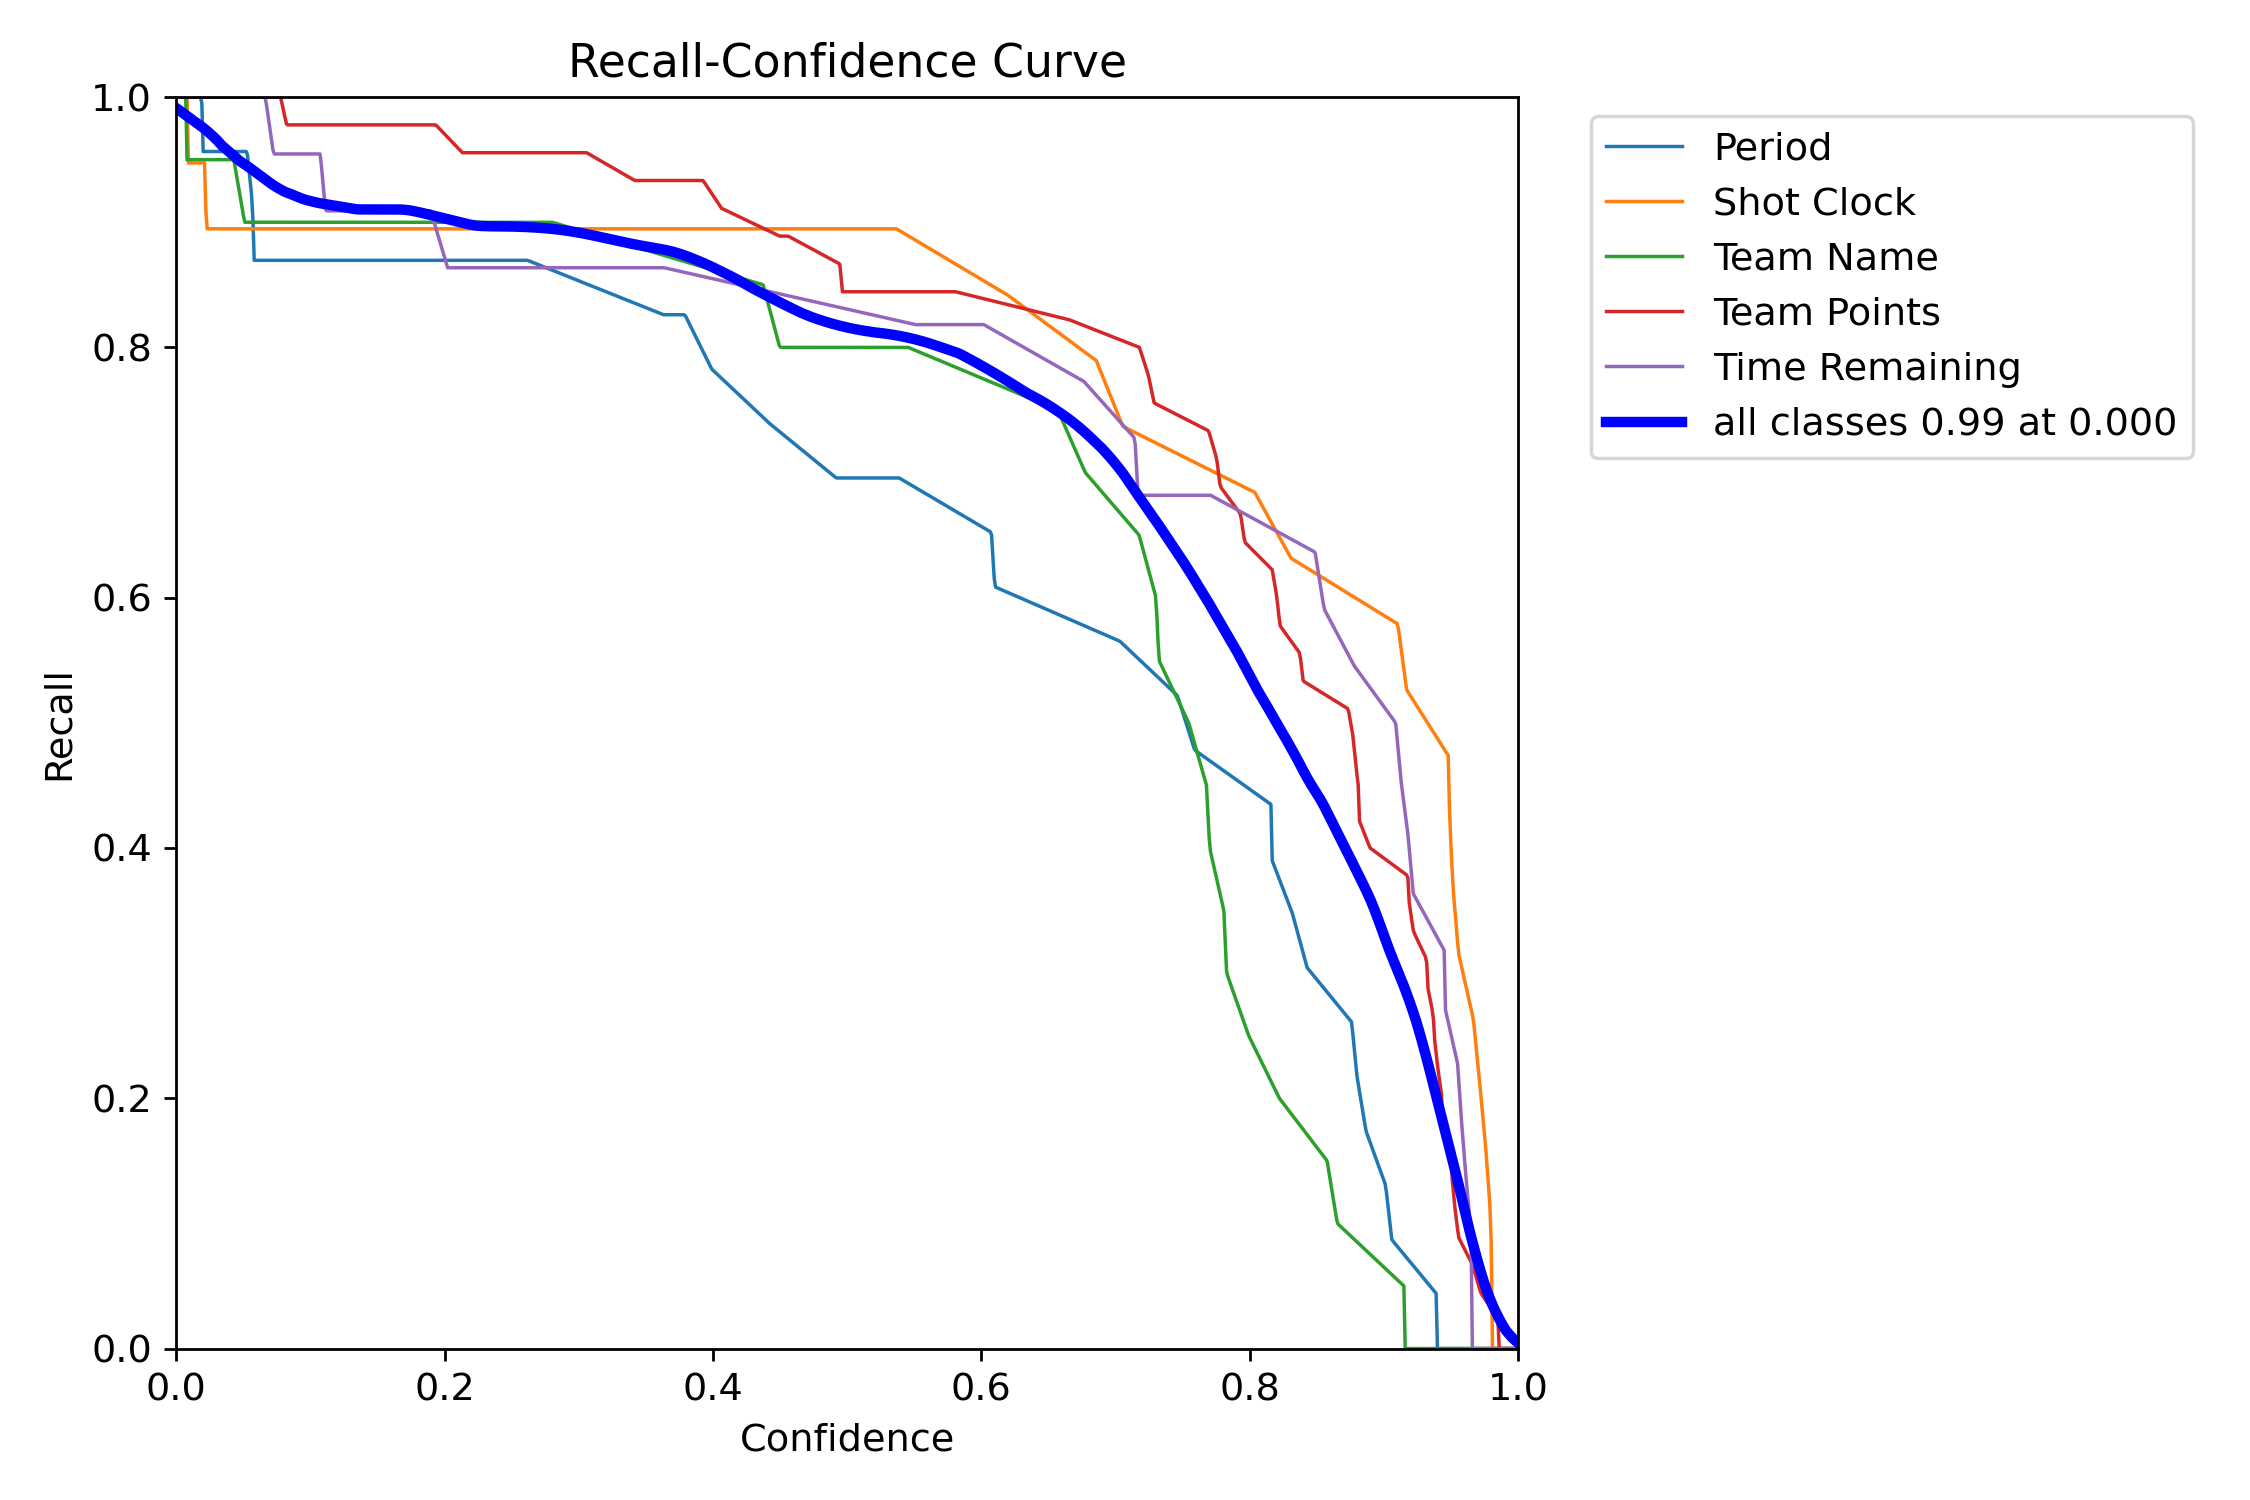 Recall-Confidence Curve
1.0
0.8
0.6
0.4
0.2
0.0
Recall
0.0 0.2 0.4 0.6 0.8 1.0
Confidence
Period
Shot Clock
Team Name
Team Points
Time Remaining
all classes 0.99 at 0.000